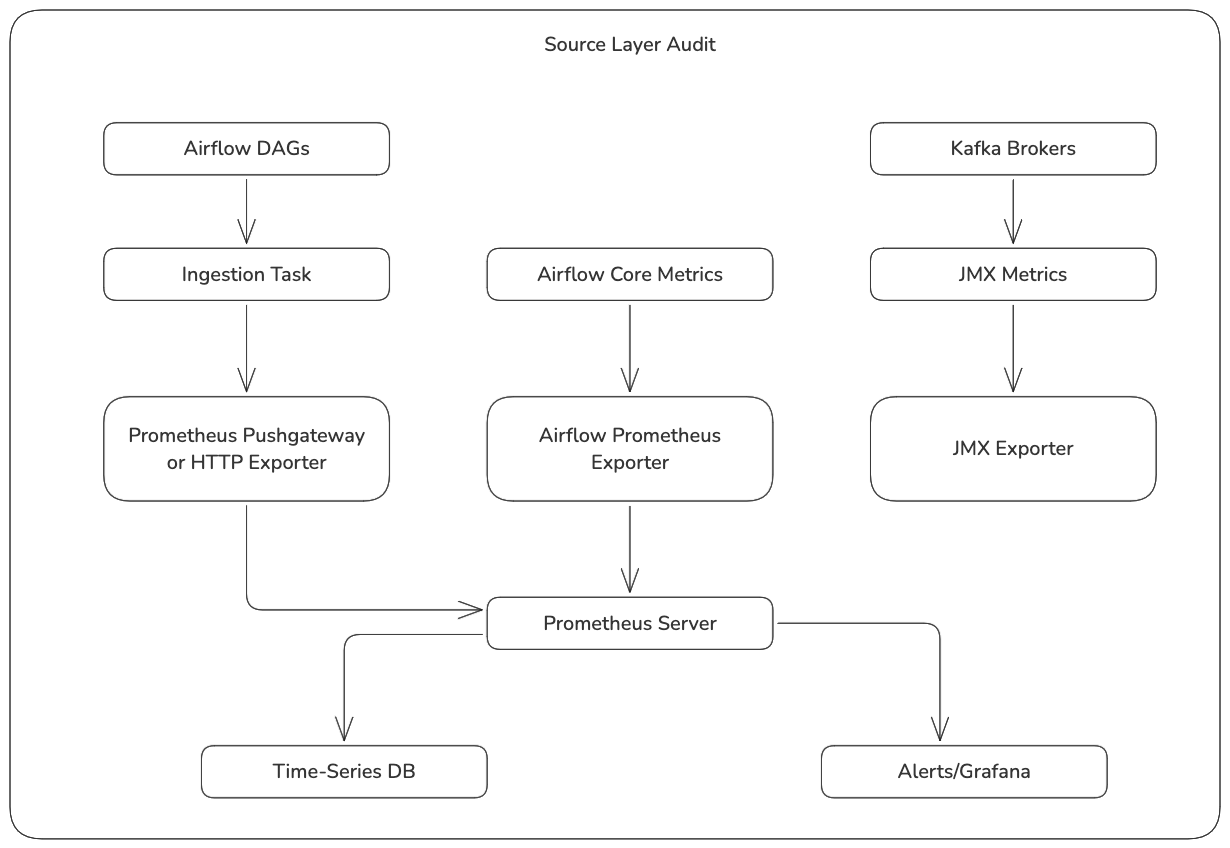 Source Layer Audit
Airflow DAGs
Kafka Brokers
Ingestion Task
Airflow Core Metrics
JMX Metrics
Prometheus Pushgateway
or HTTP Exporter
Airflow Prometheus
Exporter
JMX Exporter
Prometheus Server
Time-Series DB
Alerts/Grafana